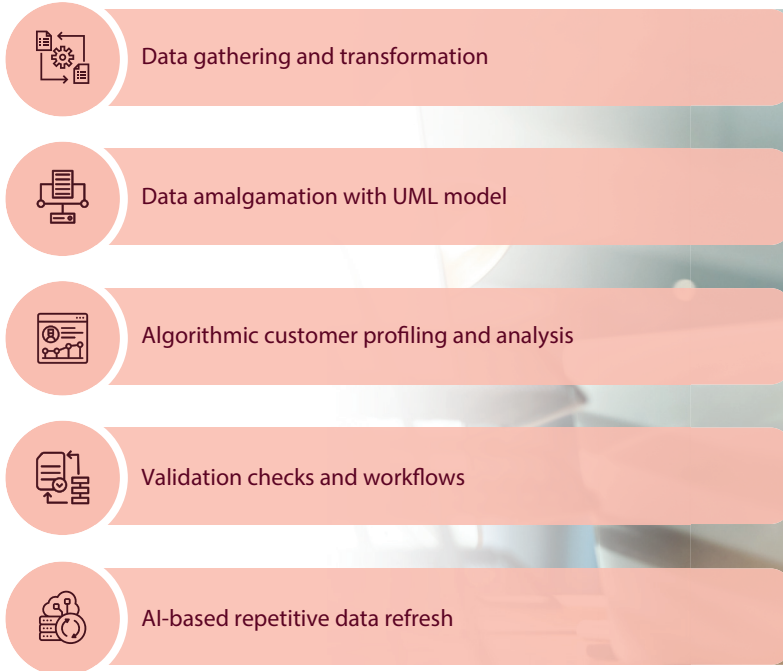 Data gathering and transformation
Data amalgamation with UML model
Algorithmic customer profiling and analysis
Validation checks and workflows
AI-based repetitive data refresh